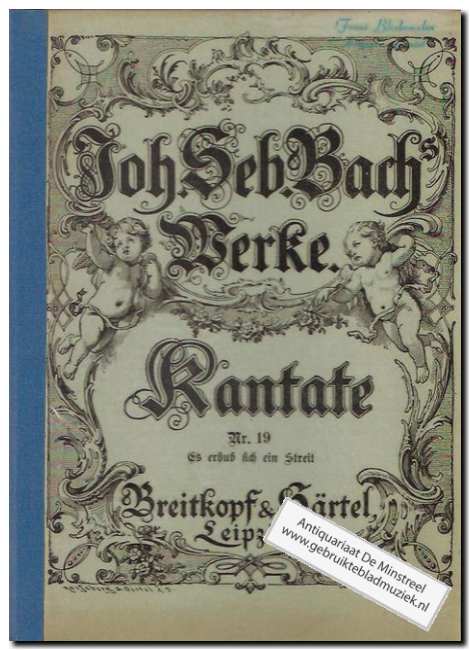 Joh. Seb. Bach's
Werke.
Kantate
Nr. 19
Es erhub sich ein Streit
Breitkopf & Härtel,
Leipz
Antiquariaat De Minstreel
www.gebruiktebladmuziek.nl